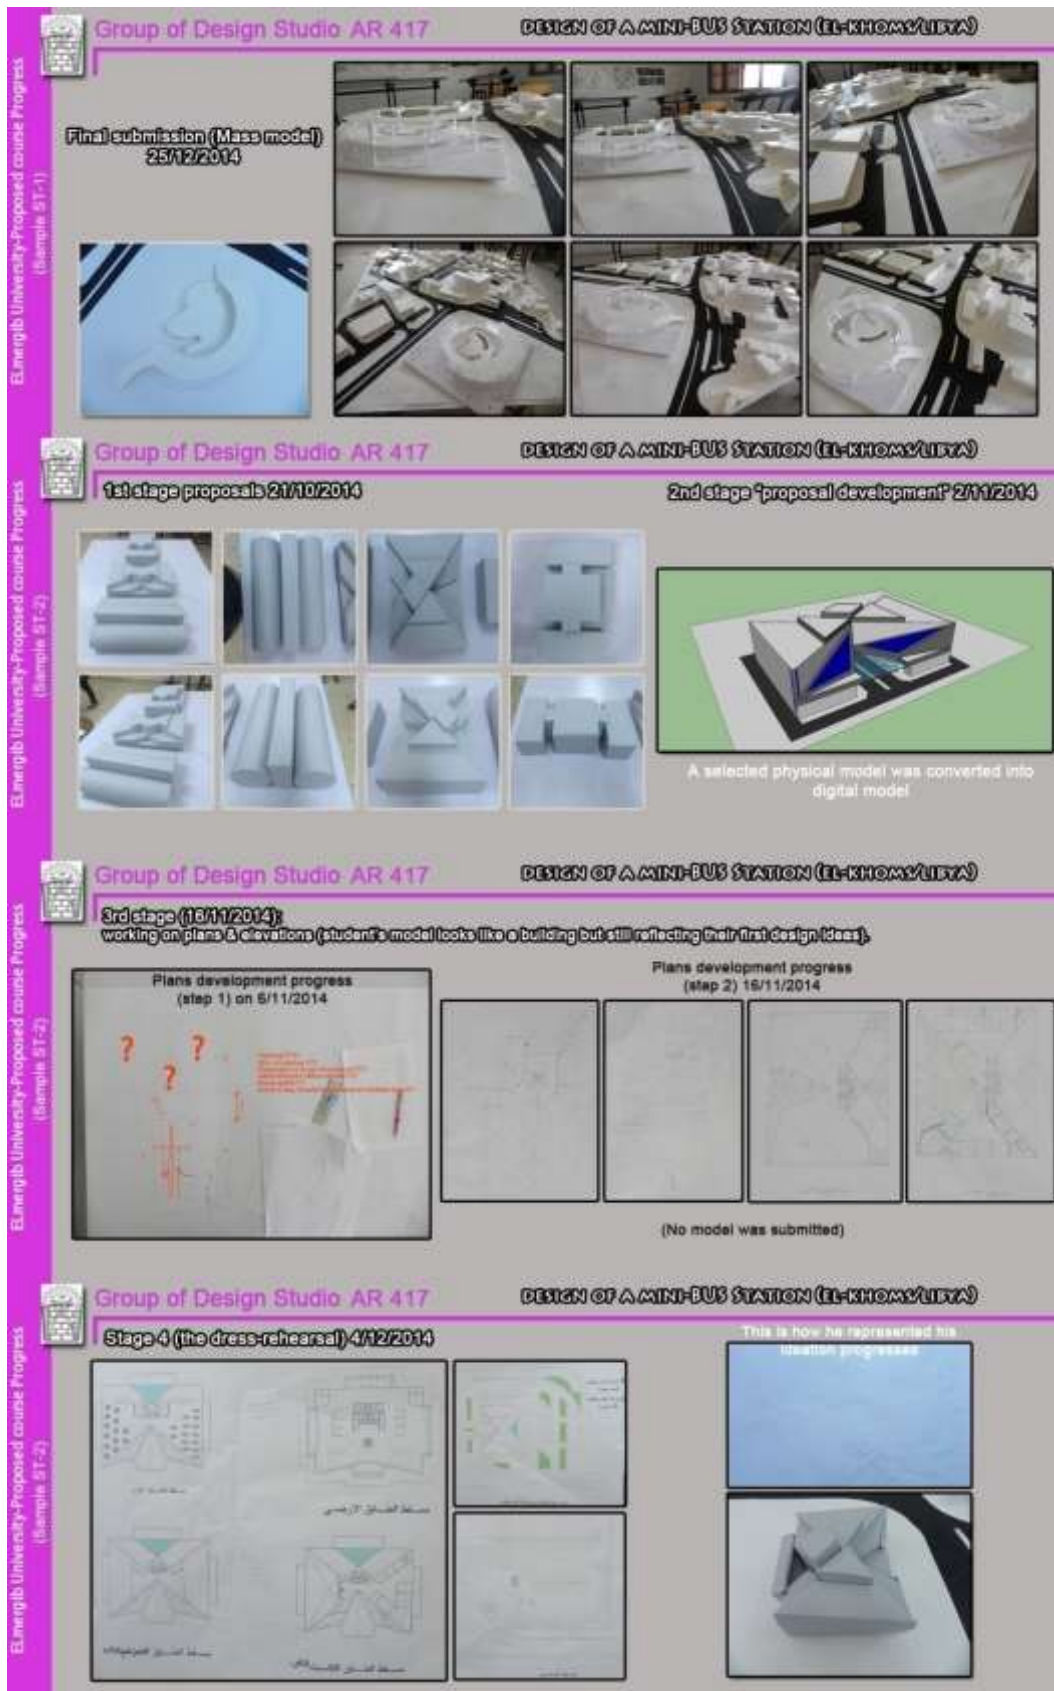 Group of Design Studio AR 417
DESIGN OF A MINI-BUS STATION (EL-KHOMS/LIBYA)
ELmergib University-Proposed course Progress
(Sample ST-1)
Final submission (Mass model)
25/12/2014
Group of Design Studio AR 417
DESIGN OF A MINI-BUS STATION (EL-KHOMS/LIBYA)
ELmergib University-Proposed course Progress
(Sample ST-2)
1st stage proposals 21/10/2014
2nd stage "proposal development" 2/11/2014
A selected physical model was converted into
digital model
Group of Design Studio AR 417
DESIGN OF A MINI-BUS STATION (EL-KHOMS/LIBYA)
ELmergib University-Proposed course Progress
(Sample ST-2)
3rd stage (16/11/2014):
working on plans & elevations (student's model looks like a building but still reflecting their first design ideas).
Plans development progress
(step 1) on 6/11/2014
? ?
?
Plans development progress
(step 2) 16/11/2014
(No model was submitted)
Group of Design Studio AR 417
DESIGN OF A MINI-BUS STATION (EL-KHOMS/LIBYA)
ELmergib University-Proposed course Progress
(Sample ST-2)
Stage 4 (the dress-rehearsal) 4/12/2014
This is how he represented his
ideation progresses
مسقط الطابق الارضي